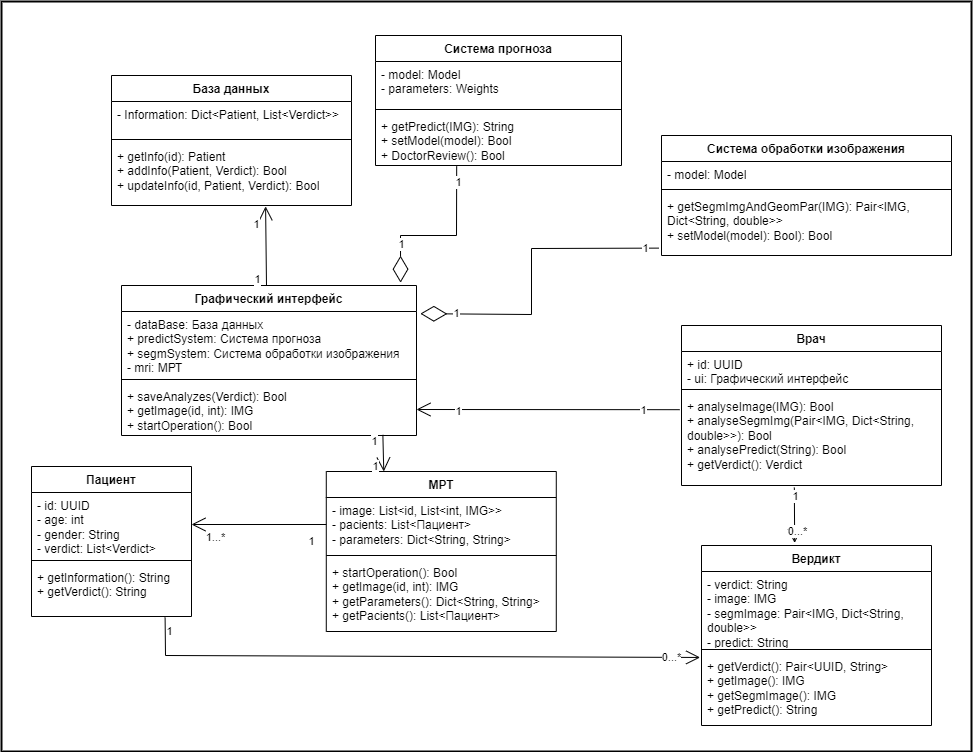 База данных
- Information: Dict<Patient, List<Verdict>>
+ getInfo(id): Patient
+ addInfo(Patient, Verdict): Bool
+ updateInfo(id, Patient, Verdict): Bool
Система прогноза
- model: Model
- parameters: Weights
+ getPredict(IMG): String
+ setModel(model): Bool
+ DoctorReview(): Bool
Система обработки изображения
- model: Model
+ getSegmImgAndGeomPar(IMG): Pair<IMG,
Dict<String, double>>
+ setModel(model): Bool): Bool
1
1
1
1
1
1
Графический интерфейс
- dataBase: База данных
+ predictSystem: Система прогноза
+ segmSystem: Система обработки изображения
- mri: МРТ
+ saveAnalyzes(Verdict): Bool
+ getImage(id, int): IMG
+ startOperation(): Bool
Врач
+ id: UUID
- ui: Графический интерфейс
+ analyseImage(IMG): Bool
+ analyseSegmImg(Pair<IMG, Dict<String,
double>>): Bool
+ analysePredict(String): Bool
+ getVerdict(): Verdict
1
1
1
1
1
0...*
Пациент
- id: UUID
- age: int
- gender: String
- verdict: List<Verdict>
+ getInformation(): String
+ getVerdict(): String
1...*
1
МРТ
- image: List<id, List<int, IMG>>
- pacients: List<Пациент>
- parameters: Dict<String, String>
+ startOperation(): Bool
+ getImage(id, int): IMG
+ getParameters(): Dict<String, String>
+ getPacients(): List<Пациент>
Вердикт
- verdict: String
- image: IMG
- segmImage: Pair<IMG, Dict<String,
double>>
- predict: String
+ getVerdict(): Pair<UUID, String>
+ getImage(): IMG
+ getSegmImage(): IMG
+ getPredict(): String
1
0...*